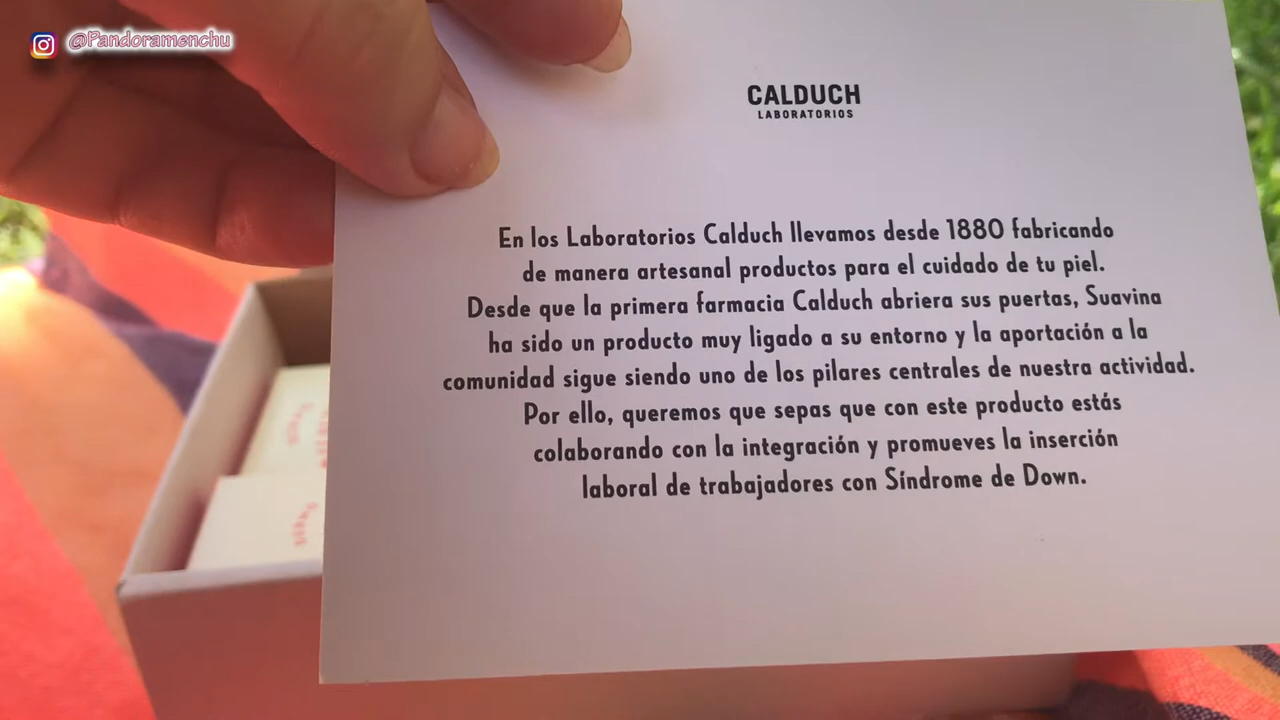 @Pandoramenchu
CALDUCH
LABORATORIOS
En los Laboratorios Calduch llevamos desde 1880 fabricando
de manera artesanal productos para el cuidado de tu piel.
Desde que la primera farmacia Calduch abriera sus puertas, Suavina
ha sido un producto muy ligado a su entorno y la aportación a la
comunidad sigue siendo uno de los pilares centrales de nuestra actividad.
Por ello, queremos que sepas que con este producto estás
colaborando con la integración y promueves la inserción
laboral de trabajadores con Síndrome de Down.